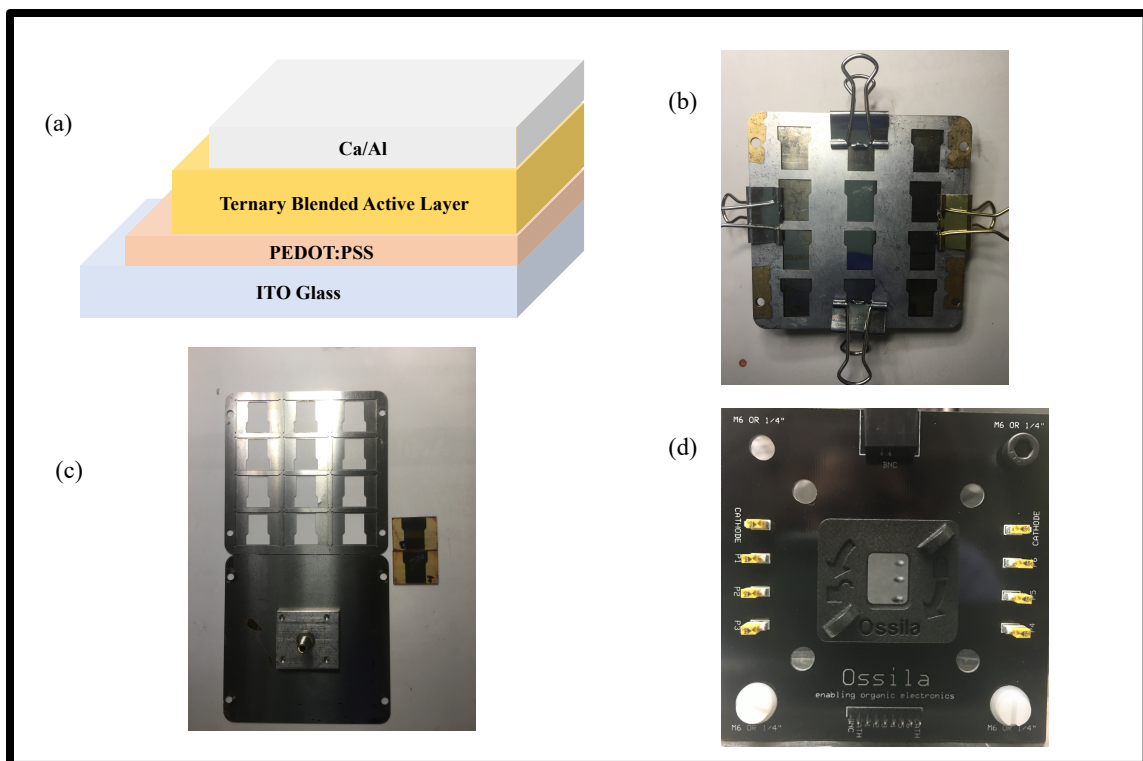 (a)
Ca/Al
Ternary Blended Active Layer
PEDOT:PSS
ITO Glass
(b)
(c)
(d)
M6 OR 1/4"
M6 OR 1/4"
BNC
CATHODE
CATHODE
P1
P2
P5
P3
P4
Ossila
Ossila
enabling organic electronics
BNC
M6 OR 1/4"
M6 OR 1/4"